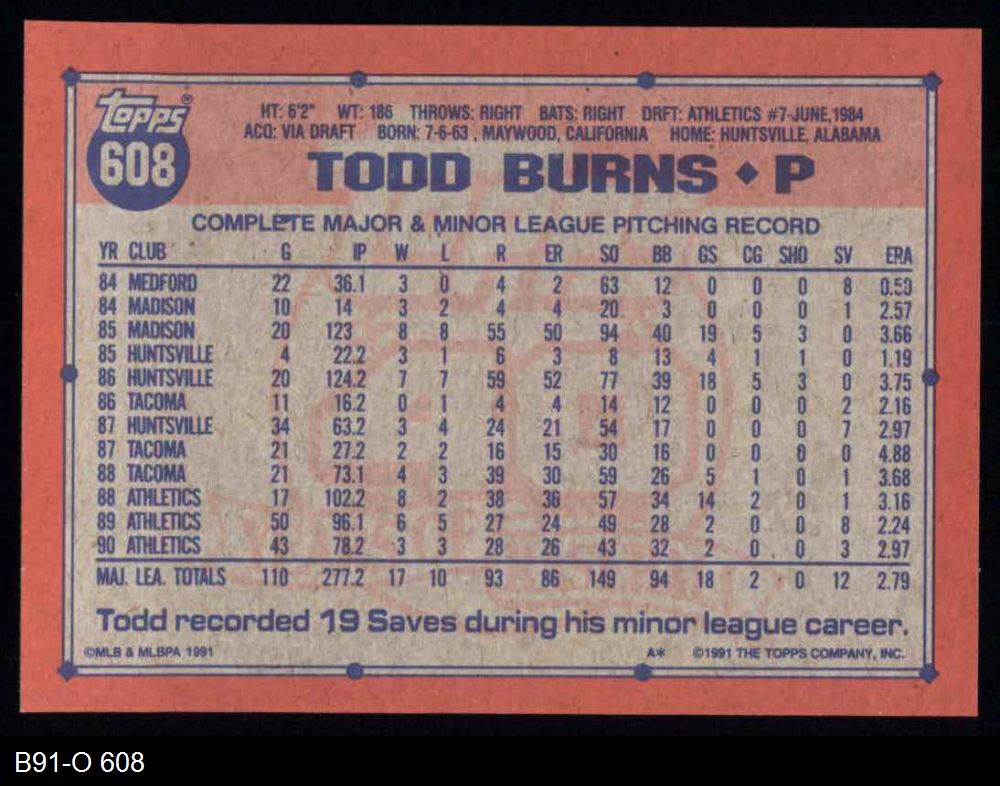 topps®
608
HT: 6'2" WT: 186 THROWS: RIGHT BATS: RIGHT DRFT: ATHLETICS #7-JUNE, 1984
ACQ: VIA DRAFT BORN: 7-6-63, MAYWOOD, CALIFORNIA HOME: HUNTSVILLE, ALABAMA
TODD BURNS ♦ P
COMPLETE MAJOR & MINOR LEAGUE PITCHING RECORD
YR CLUB G IP W L R ER SO BB GS CG SHO SV ERA
84 MEDFORD 22 36.1 3 0 4 2 63 12 0 0 0 8 0.50
84 MADISON 10 14 3 2 4 4 20 3 0 0 0 1 2.57
85 MADISON 20 123 8 8 55 50 94 40 19 5 3 0 3.66
85 HUNTSVILLE 4 22.2 3 1 6 3 8 13 4 1 1 0 1.19
86 HUNTSVILLE 20 124.2 7 7 59 52 77 39 18 5 3 0 3.75
86 TACOMA 11 16.2 0 1 4 4 14 12 0 0 0 2 2.16
87 HUNTSVILLE 34 63.2 3 4 24 21 54 17 0 0 0 7 2.97
87 TACOMA 21 27.2 2 2 16 15 30 16 0 0 0 0 4.88
88 TACOMA 21 73.1 4 3 39 30 59 26 5 1 0 1 3.68
88 ATHLETICS 17 102.2 8 2 38 36 57 34 14 2 0 1 3.16
89 ATHLETICS 50 96.1 6 5 27 24 49 28 2 0 0 8 2.24
90 ATHLETICS 43 78.2 3 3 28 26 43 32 2 0 0 3 2.97
MAJ. LEA. TOTALS 110 277.2 17 10 93 86 149 94 18 2 0 12 2.79
Todd recorded 19 Saves during his minor league career.
©MLB & MLBPA 1991 A* ©1991 THE TOPPS COMPANY, INC.
B91-O 608